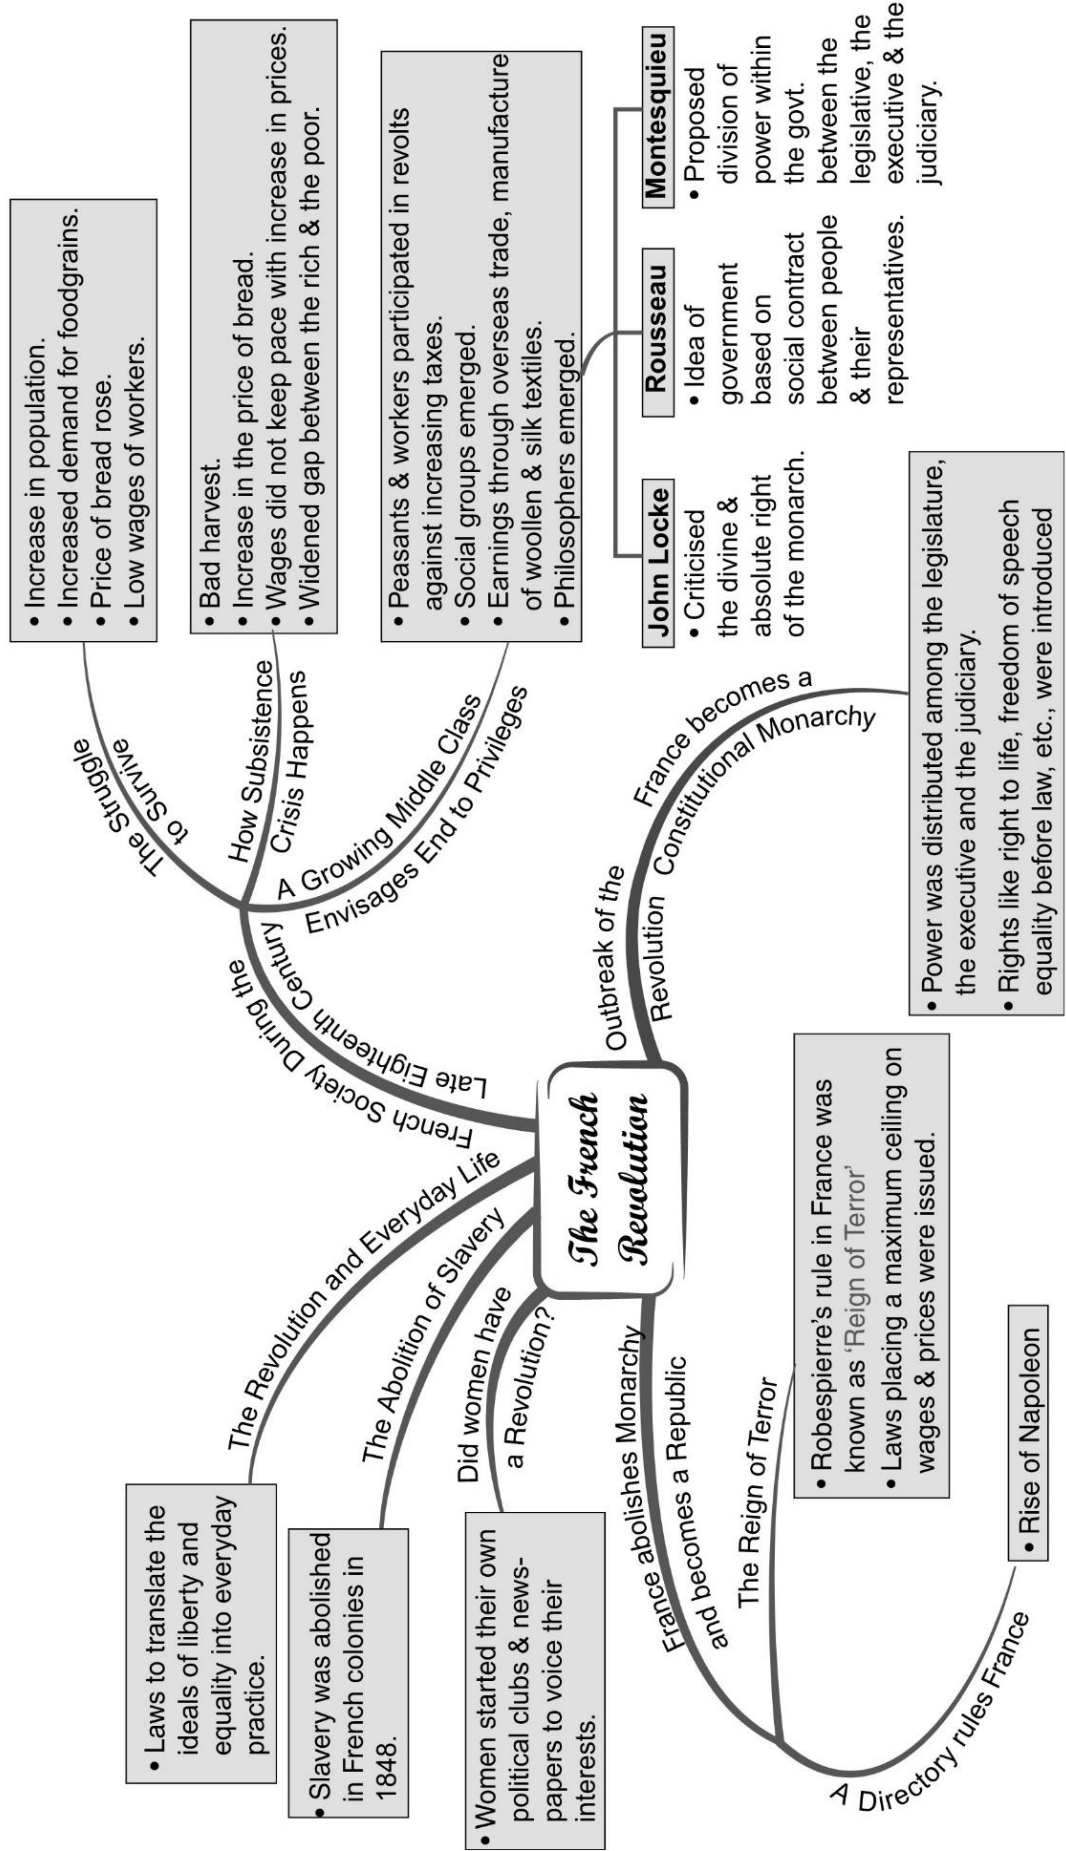 The French
Revolution
French Society During the
Late Eighteenth Century
The Struggle
to Survive
• Increase in population.
• Increased demand for foodgrains.
• Price of bread rose.
• Low wages of workers.
How Subsistence
Crisis Happens
• Bad harvest.
• Increase in the price of bread.
• Wages did not keep pace with increase in prices.
• Widened gap between the rich & the poor.
A Growing Middle Class
Envisages End to Privileges
• Peasants & workers participated in revolts
against increasing taxes.
• Social groups emerged.
• Earnings through overseas trade, manufacture
of woollen & silk textiles.
• Philosophers emerged.
John Locke
• Criticised
the divine &
absolute right
of the monarch.
Rousseau
• Idea of
government
based on
social contract
between people
& their
representatives.
Montesquieu
• Proposed
division of
power within
the govt.
between the
legislative, the
executive & the
judiciary.
Outbreak of the
Revolution
France becomes a
Constitutional Monarchy
• Power was distributed among the legislature,
the executive and the judiciary.
• Rights like right to life, freedom of speech
equality before law, etc., were introduced
France abolishes Monarchy
and becomes a Republic
The Reign of Terror
• Robespierre's rule in France was
known as 'Reign of Terror'
• Laws placing a maximum ceiling on
wages & prices were issued.
A Directory rules France
• Rise of Napoleon
Did women have
a Revolution?
• Women started their own
political clubs & news-
papers to voice their
interests.
The Abolition of Slavery
• Slavery was abolished
in French colonies in
1848.
The Revolution and Everyday Life
• Laws to translate the
ideals of liberty and
equality into everyday
practice.